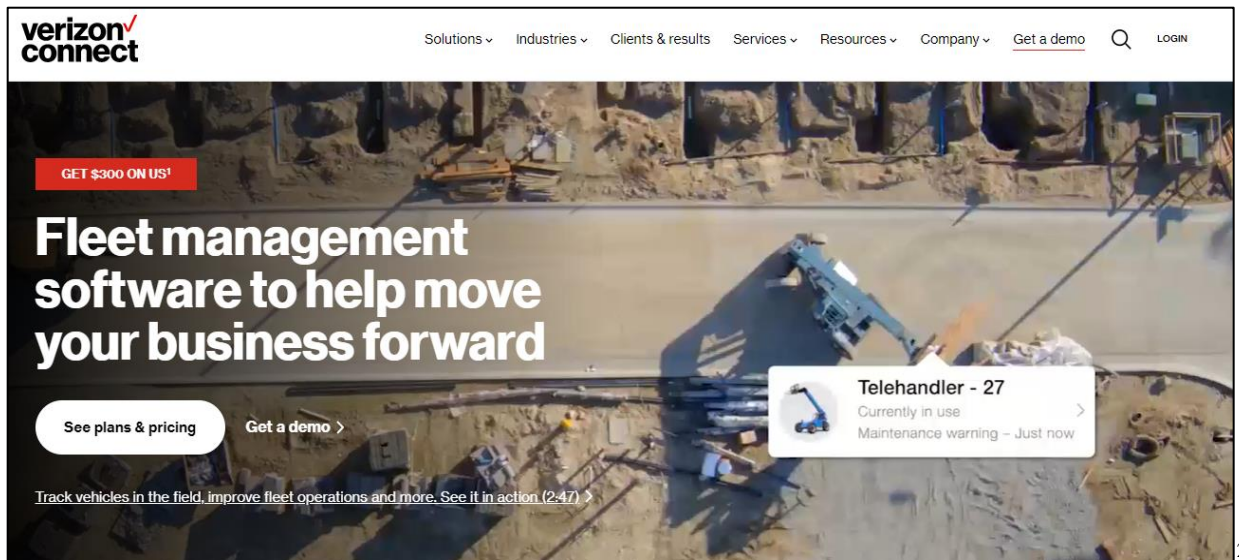 verizon
connect
Solutions
Industries
Clients & results
Services
Resources
Company
Get a demo
LOGIN
GET $300 ON US¹
Fleet management
software to help move
your business forward
See plans & pricing
Get a demo >
Telehandler - 27
Currently in use
Maintenance warning – Just now
Track vehicles in the field, improve fleet operations and more. See it in action (2:47) >